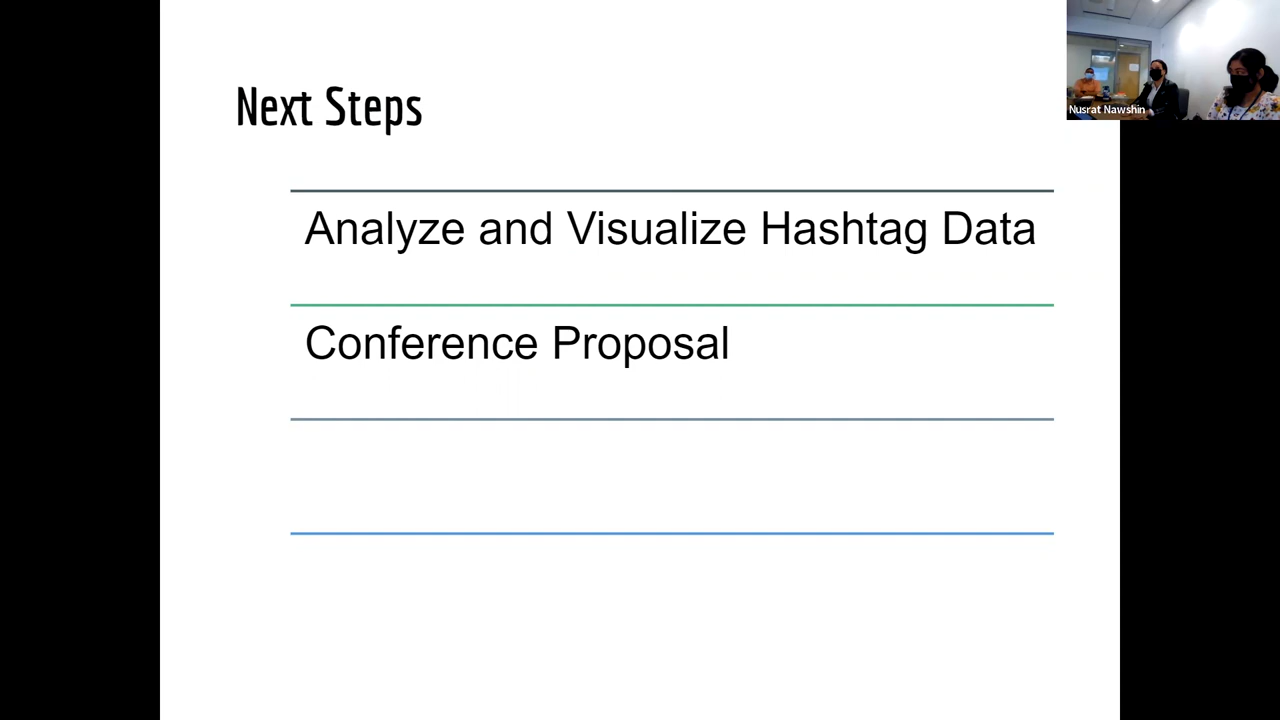 Next Steps
Nusrat Nawshin
Analyze and Visualize Hashtag Data
Conference Proposal